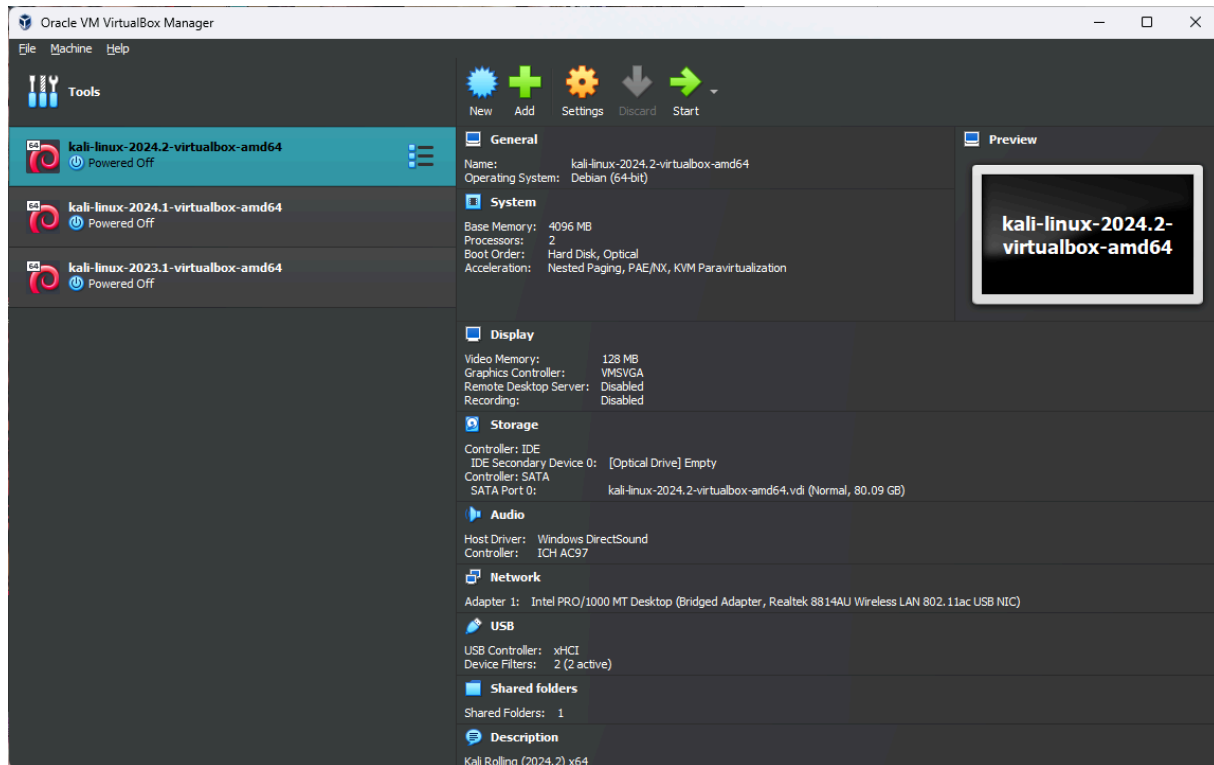 Oracle VM VirtualBox Manager
File Machine Help
Tools
New Add Settings Discard Start
64
kali-linux-2024.2-virtualbox-amd64
Powered Off
64
kali-linux-2024.1-virtualbox-amd64
Powered Off
64
kali-linux-2023.1-virtualbox-amd64
Powered Off
General
Name: kali-linux-2024.2-virtualbox-amd64
Operating System: Debian (64-bit)
System
Base Memory: 4096 MB
Processors: 2
Boot Order: Hard Disk, Optical
Acceleration: Nested Paging, PAE/NX, KVM Paravirtualization
Preview
kali-linux-2024.2-
virtualbox-amd64
Display
Video Memory: 128 MB
Graphics Controller: VMSVGA
Remote Desktop Server: Disabled
Recording: Disabled
Storage
Controller: IDE
IDE Secondary Device 0: [Optical Drive] Empty
Controller: SATA
SATA Port 0: kali-linux-2024.2-virtualbox-amd64.vdi (Normal, 80.09 GB)
Audio
Host Driver: Windows DirectSound
Controller: ICH AC97
Network
Adapter 1: Intel PRO/1000 MT Desktop (Bridged Adapter, Realtek 8814AU Wireless LAN 802.11ac USB NIC)
USB
USB Controller: xHCI
Device Filters: 2 (2 active)
Shared folders
Shared Folders: 1
Description
Kali Rolling (2024.2) x64